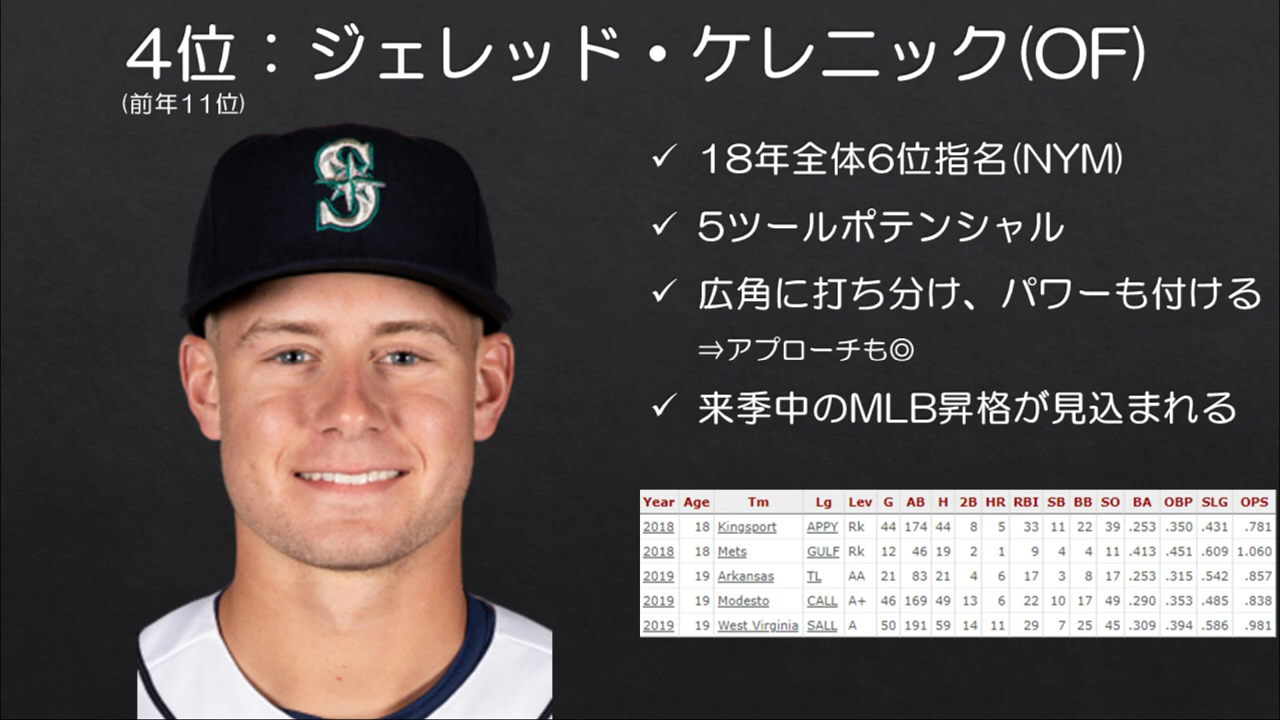 4位：ジェレッド・ケレニック(OF)
(前年11位)
S
✓ 18年全体6位指名(NYM)
✓ 5ツールポテンシャル
✓ 広角に打ち分け、パワーも付ける
⇒アプローチも◎
✓ 来季中のMLB昇格が見込まれる
Year Age Tm Lg Lev G AB H 2B HR RBI SB BB SO BA OBP SLG OPS
2018 18 Kingsport APPY Rk 44 174 44 8 5 33 11 22 39 .253 .350 .431 .781
2018 18 Mets GULF Rk 12 46 19 2 1 9 4 4 11 .413 .451 .609 1.060
2019 19 Arkansas TL AA 21 83 21 4 6 17 3 8 17 .253 .315 .542 .857
2019 19 Modesto CALL A+ 46 169 49 13 6 22 10 17 49 .290 .353 .485 .838
2019 19 West Virginia SALL A 50 191 59 14 11 29 7 25 45 .309 .394 .586 .981